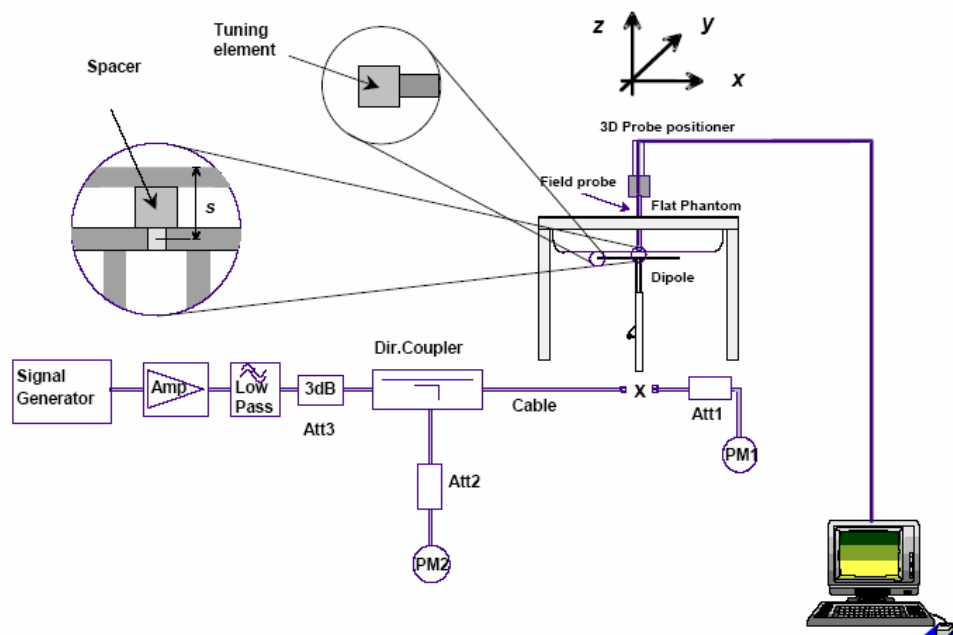 Tuning
element
Spacer
s
z
y
x
3D Probe positioner
Field probe
Flat Phantom
Dipole
Dir.Coupler
Signal
Generator
Amp
Low
Pass
3dB
Att3
Cable
X
Att1
PM1
Att2
PM2